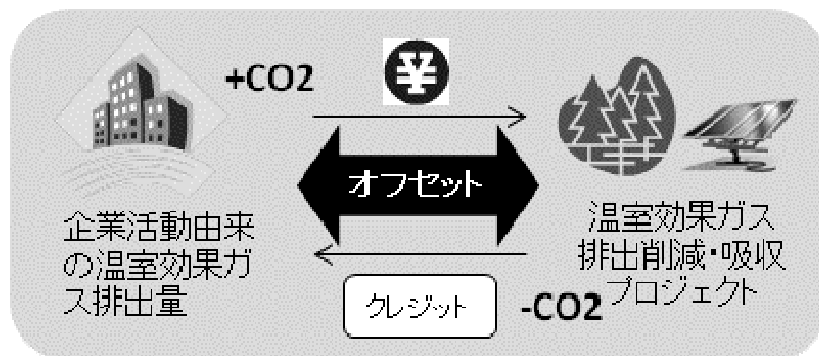 +CO2
¥
オフセット
企業活動由来
の温室効果ガ
ス排出量
温室効果ガス
排出削減・吸収
プロジェクト
クレジット
-CO2